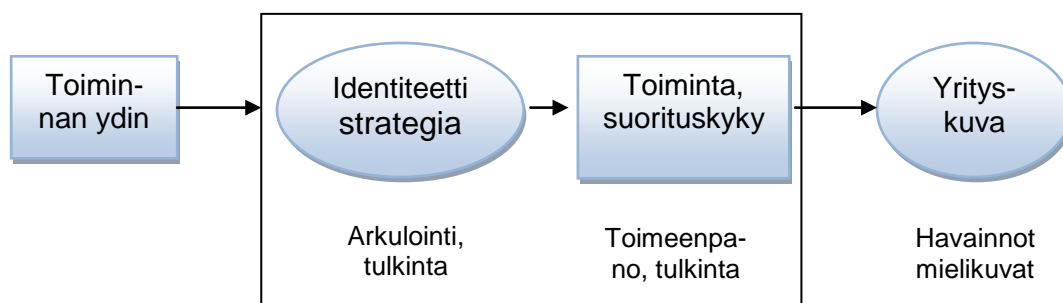 Toimin-
nan ydin
Identiteetti
strategia
Toiminta,
suorituskyky
Yritys-
kuva
Arkulointi,
tulkinta
Toimeenpa-
no, tulkinta
Havainnot
mielikuvat